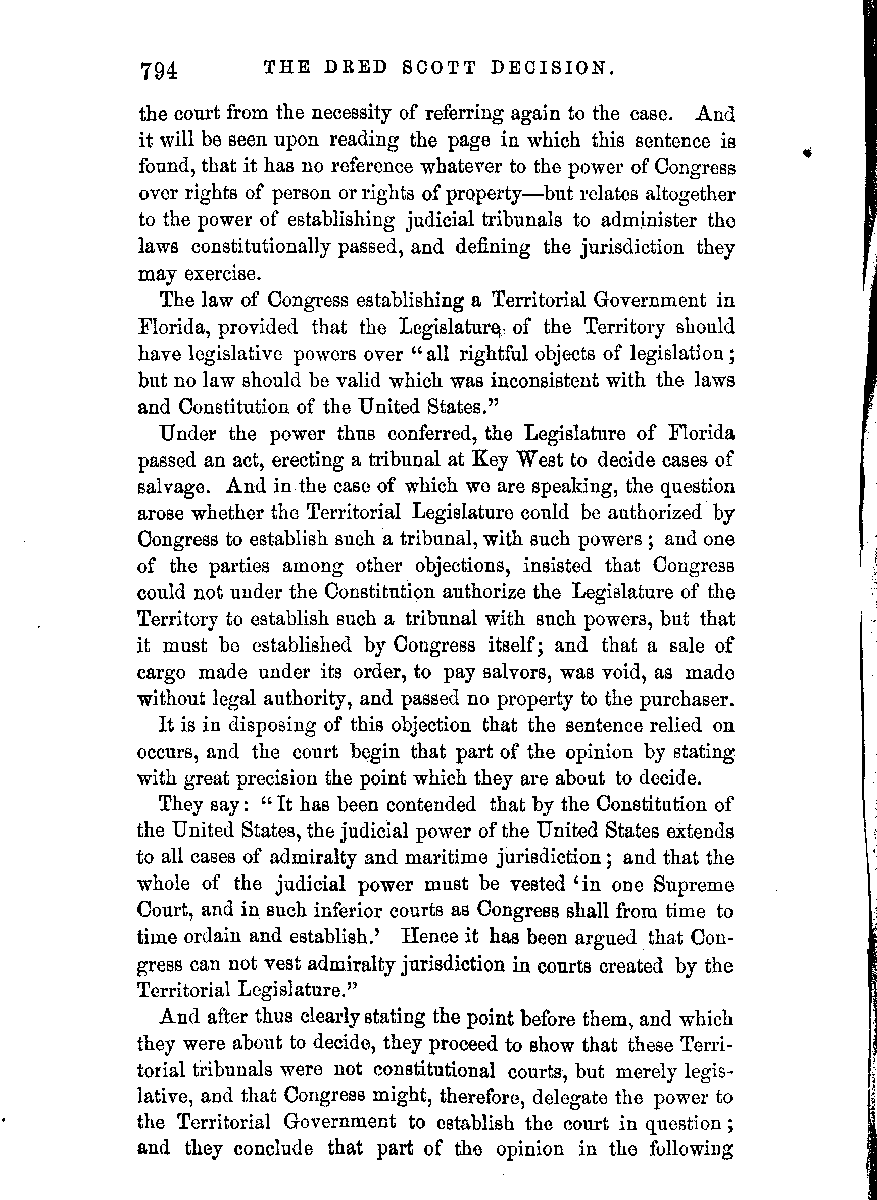 794 THE DRED SCOTT DECISION.
the court from the necessity of referring again to the case. And
it will be seen upon reading the page in which this sentence is
found, that it has no reference whatever to the power of Congress
over rights of person or rights of property—but relates altogether
to the power of establishing judicial tribunals to administer the
laws constitutionally passed, and defining the jurisdiction they
may exercise.
The law of Congress establishing a Territorial Government in
Florida, provided that the Legislature, of the Territory should
have legislative powers over “all rightful objects of legislation;
but no law should be valid which was inconsistent with the laws
and Constitution of the United States.”
Under the power thus conferred, the Legislature of Florida
passed an act, erecting a tribunal at Key West to decide cases of
salvage. And in the case of which we are speaking, the question
arose whether the Territorial Legislature could be authorized by
Congress to establish such a tribunal, with such powers; and one
of the parties among other objections, insisted that Congress
could not under the Constitution authorize the Legislature of the
Territory to establish such a tribunal with such powers, but that
it must be established by Congress itself; and that a sale of
cargo made under its order, to pay salvors, was void, as made
without legal authority, and passed no property to the purchaser.
It is in disposing of this objection that the sentence relied on
occurs, and the court begin that part of the opinion by stating
with great precision the point which they are about to decide.
They say: “It has been contended that by the Constitution of
the United States, the judicial power of the United States extends
to all cases of admiralty and maritime jurisdiction; and that the
whole of the judicial power must be vested ‘in one Supreme
Court, and in such inferior courts as Congress shall from time to
time ordain and establish.’ Hence it has been argued that Con-
gress can not vest admiralty jurisdiction in courts created by the
Territorial Legislature.”
And after thus clearly stating the point before them, and which
they were about to decide, they proceed to show that these Terri-
torial tribunals were not constitutional courts, but merely legis-
lative, and that Congress might, therefore, delegate the power to
the Territorial Government to establish the court in question;
and they conclude that part of the opinion in the following